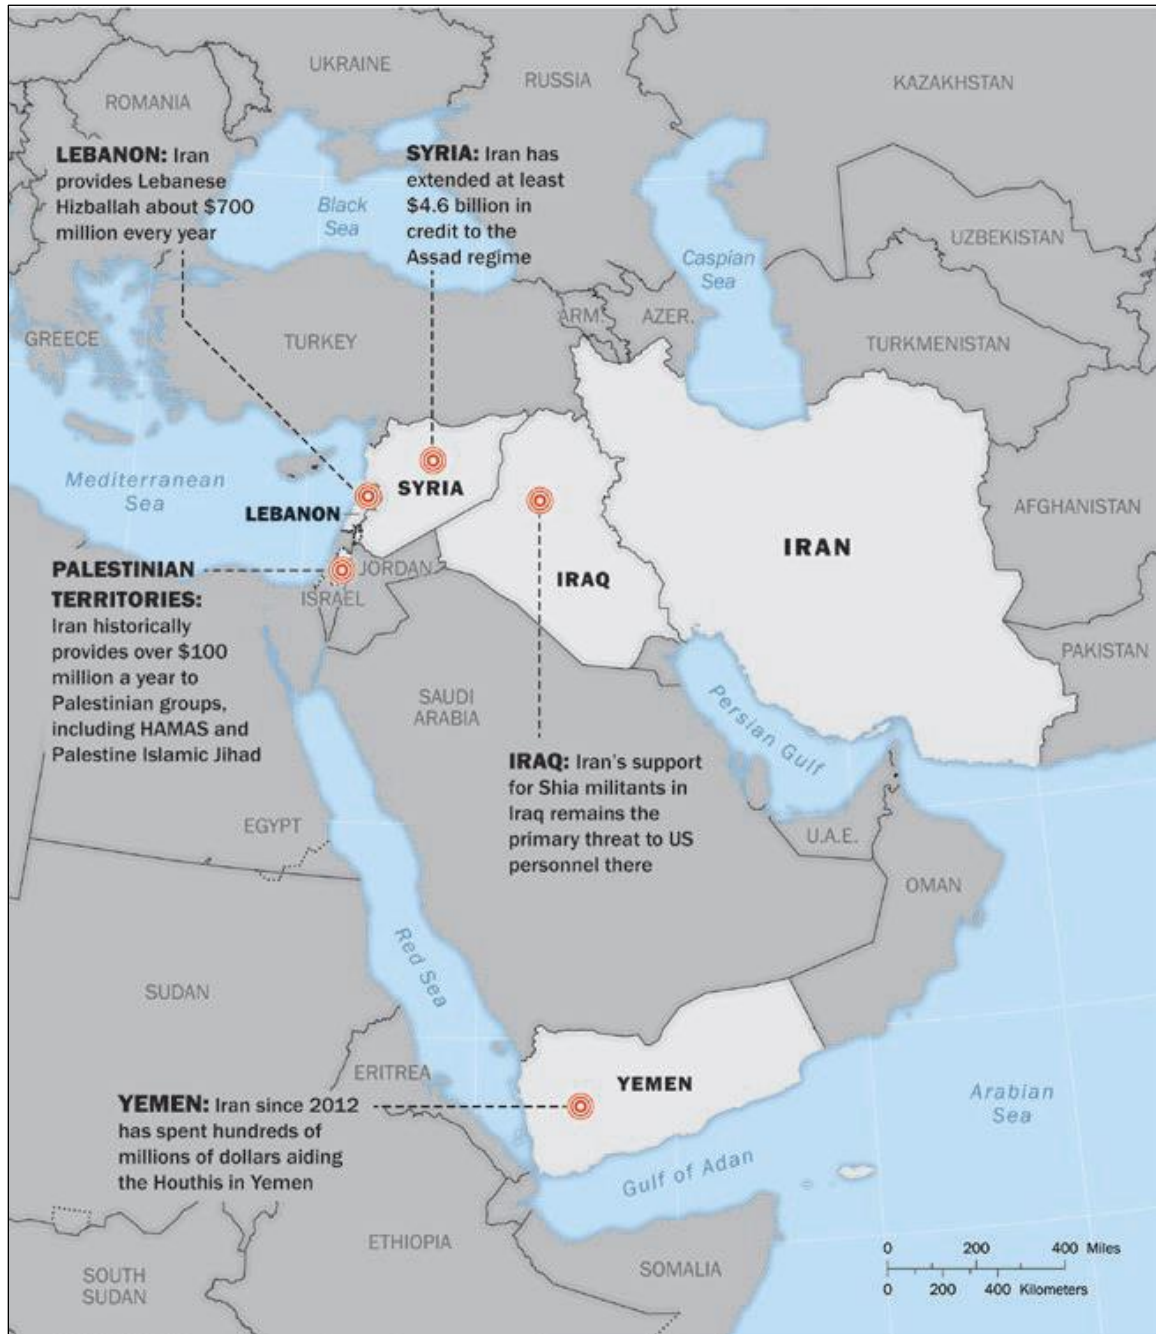 UKRAINE
RUSSIA
KAZAKHSTAN
ROMANIA
LEBANON: Iran
provides Lebanese
Hizballah about $700
million every year
SYRIA: Iran has
extended at least
$4.6 billion in
credit to the
Assad regime
Black
Sea
Caspian
Sea
UZBEKISTAN
GREECE
TURKEY
ARM.
AZER.
TURKMENISTAN
Mediterranean
Sea
SYRIA
LEBANON
AFGHANISTAN
IRAN
IRAQ
JORDAN
ISRAEL
PALESTINIAN
TERRITORIES:
Iran historically
provides over $100
million a year to
Palestinian groups,
including HAMAS and
Palestine Islamic Jihad
PAKISTAN
SAUDI
ARABIA
Persian Gulf
IRAQ: Iran's support
for Shia militants in
Iraq remains the
primary threat to US
personnel there
EGYPT
U.A.E.
OMAN
Red Sea
SUDAN
ERITREA
YEMEN
Arabian
Sea
YEMEN: Iran since 2012
has spent hundreds of
millions of dollars aiding
the Houthis in Yemen
Gulf of Adan
ETHIOPIA
SOMALIA
SOUTH
SUDAN
0 200 400 Miles
0 200 400 Kilometers